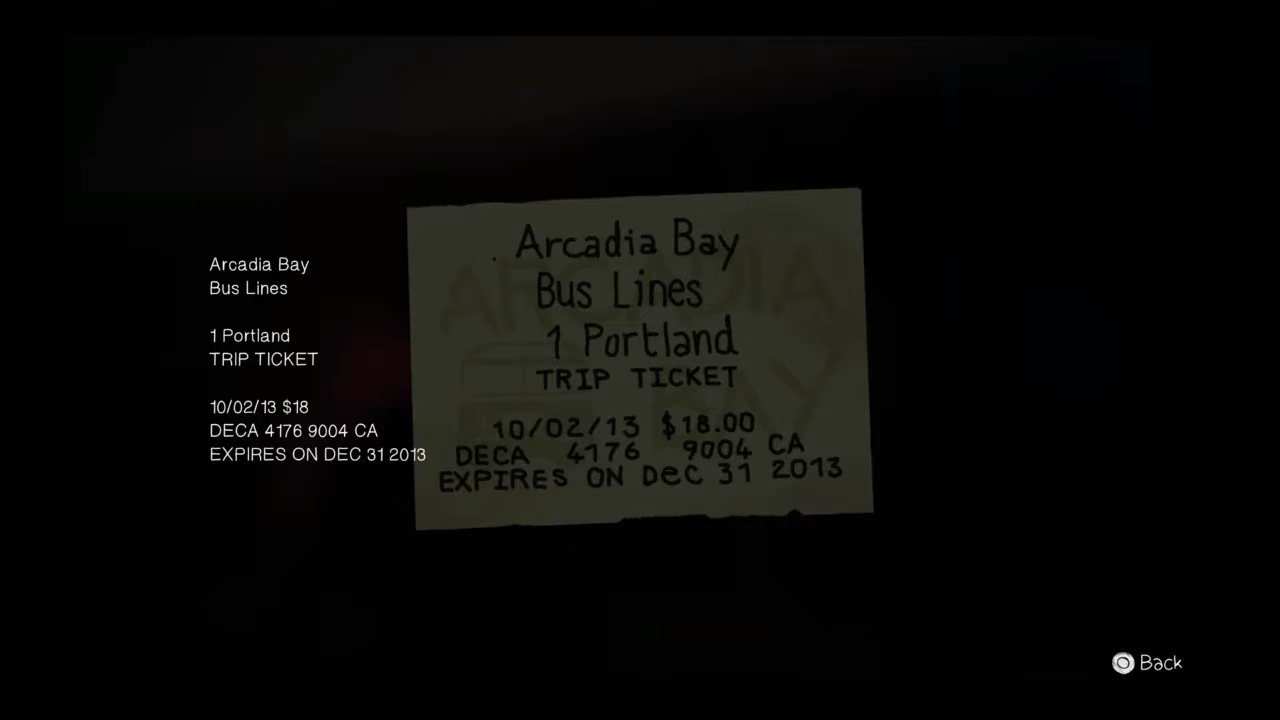 Arcadia Bay
Bus Lines
1 Portland
TRIP TICKET
10/02/13 $18
DECA 4176 9004 CA
EXPIRES ON DEC 31 2013
Arcadia Bay
Bus Lines
1 Portland
TRIP TICKET
10/02/13 $18.00
DECA 4176 9004 CA
EXPIRES ON DEC 31 2013
ARCADIA
BAY
Back